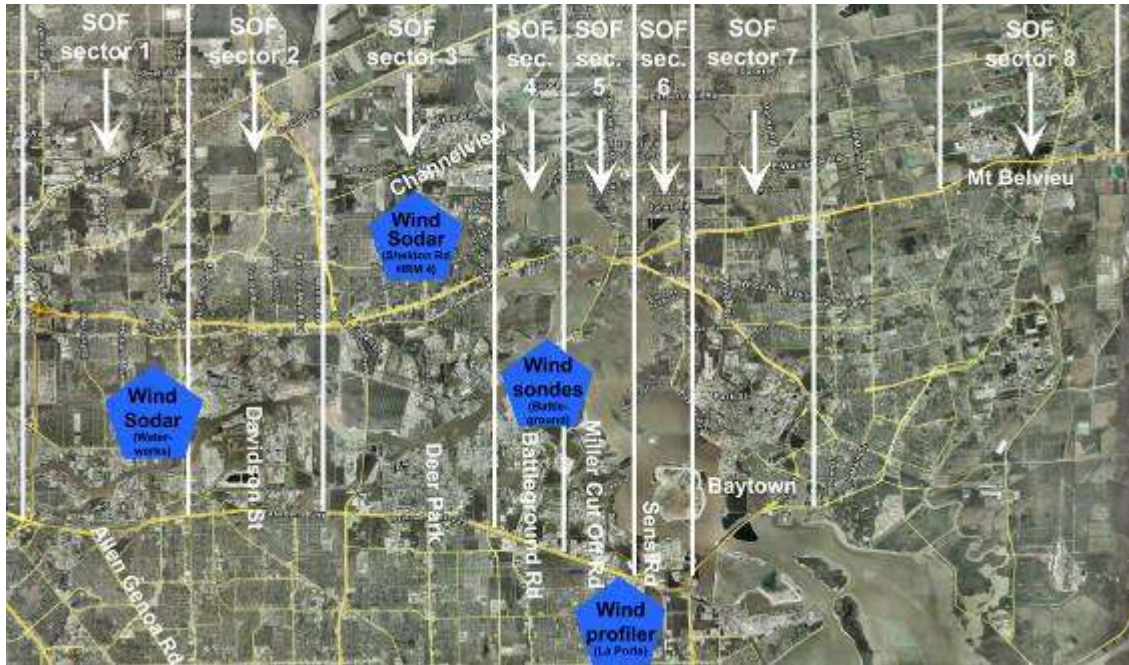 SOF
sector 1
SOF
sector 2
SOF
sector 3
SOF
sec.
4
SOF
sec.
5
SOF
sec.
6
SOF
sector 7
SOF
sector 8
Channelview
Mt Belvieu
Wind
Sodar
(Sheldon Rd
HRM 4)
Wind
Sodar
(Water-
works)
Wind
sondes
(Battle-
ground)
Davidson St
Deer Park
Battleground Rd
Miller Cut Off Rd
Sens Rd
Baytown
Allen Genoa Rd
Wind
profiler
(La Porte)